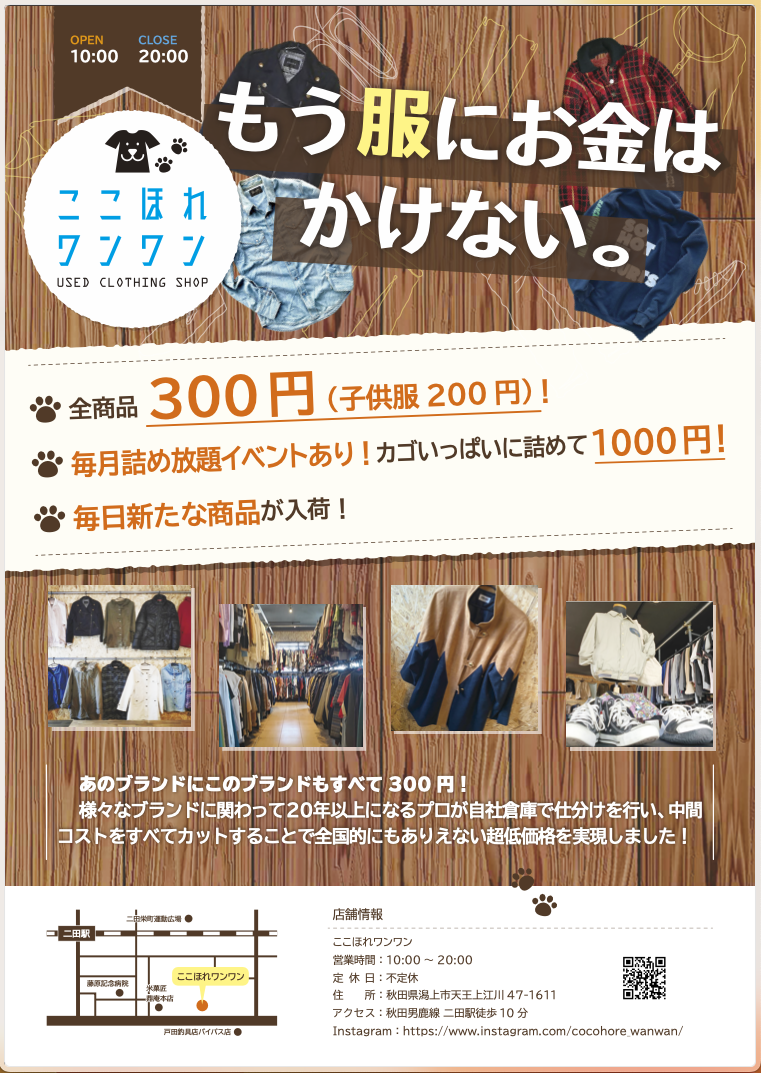 OPEN CLOSE
10:00 20:00
ここほれ
ワンワン
USED CLOTHING SHOP
もう服にお金は
かけない。
全商品 300円(子供服 200 円)!
毎月詰め放題イベントあり!カゴいっぱいに詰めて1000円!
毎日新たな商品が入荷!
あのブランドにこのブランドもすべて 300 円!
様々なブランドに関わって20年以上になるプロが自社倉庫で仕分けを行い、中間
コストをすべてカットすることで全国的にもありえない超低価格を実現しました!
二田栄町運動広場
二田駅
ここほれワンワン
藤原記念病院
米菓匠
鼎庵本店
戸田釣具店バイパス店
店舗情報
ここほれワンワン
営業時間:10:00 ~ 20:00
定 休 日:不定休
住 所:秋田県潟上市天王上江川 47-1611
アクセス:秋田男鹿線 二田駅徒歩 10 分
Instagram:https://www.instagram.com/cocohore_wanwan/